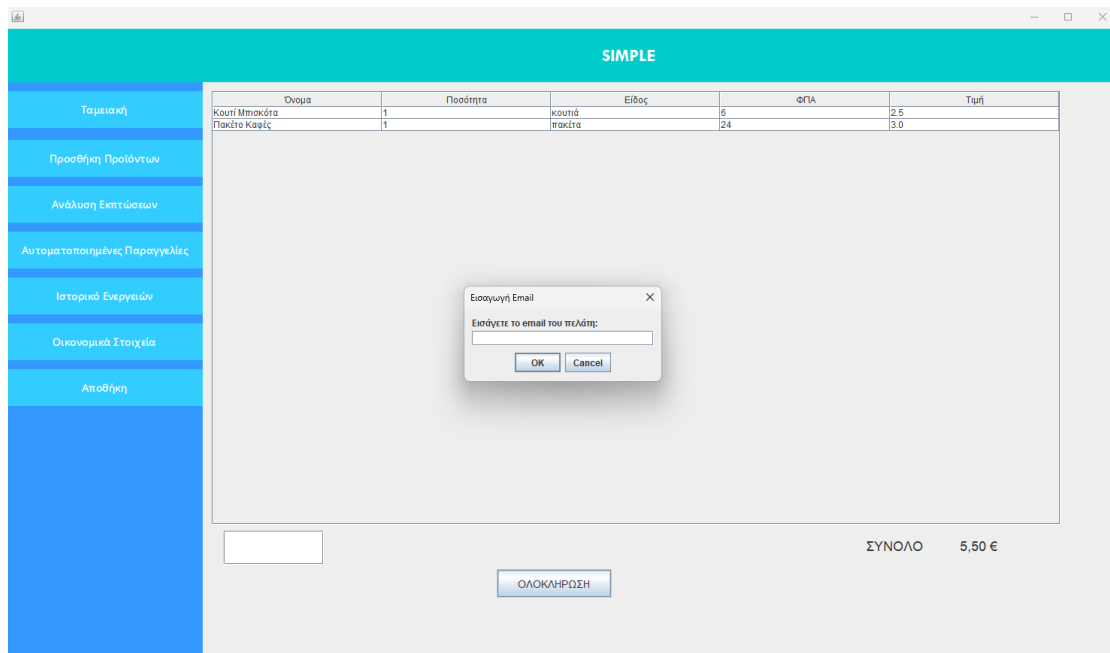 SIMPLE
Ταμειακή
Προσθήκη Προϊόντων
Ανάλυση Εκπτώσεων
Αυτοματοποιημένες Παραγγελίες
Ιστορικό Ενεργειών
Οικονομικά Στοιχεία
Αποθήκη
Όνομα Ποσότητα Είδος ΦΠΑ Τιμή
Κουτί Μπισκότα 1 κουτιά 6 2.5
Πακέτο Καφές 1 πακέτα 24 3.0
Εισαγωγή Email
Εισάγετε το email του πελάτη:
OK Cancel
ΣΥΝΟΛΟ 5,50 €
ΟΛΟΚΛΗΡΩΣΗ